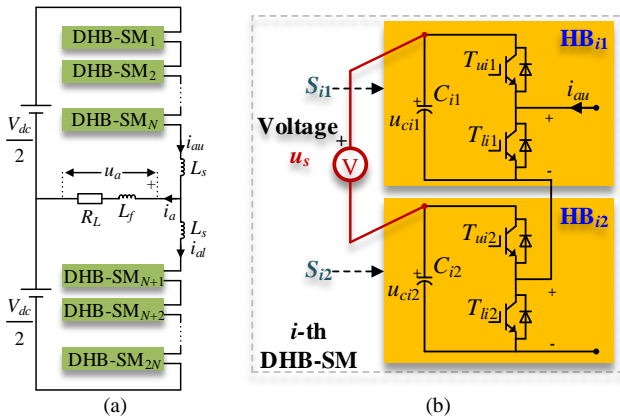 DHB-SM1
DHB-SM2
DHB-SMN
Vdc
2
iau
ua
+
Ls
RL
Lf
ia
Ls
ial
Vdc
2
DHB-SMN+1
DHB-SMN+2
DHB-SM2N
(a)
HBi1
Tui1
Si1
+
Ci1
iau
Voltage
us
+
V
uci1
+
Tli1
-
HBi2
Tui2
Si2
+
Ci2
uci2
+
Tli2
-
i-th
DHB-SM
(b)